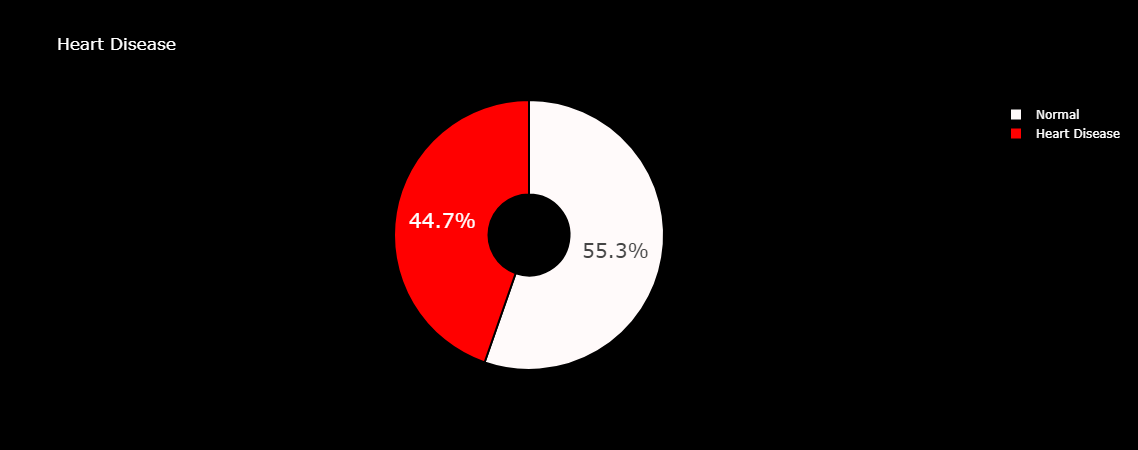 Heart Disease
Normal
Heart Disease
44.7%
55.3%